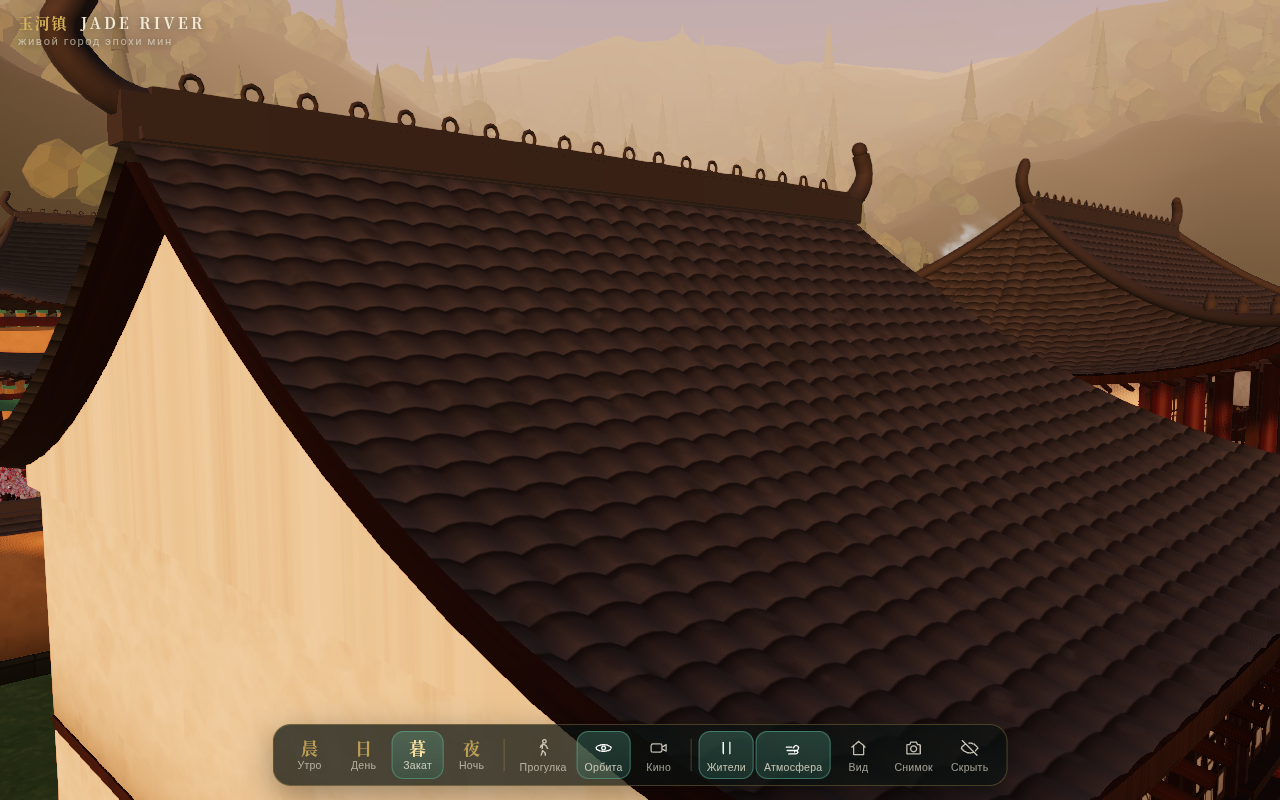 玉河镇 JADE RIVER
живой город эпохи мин
晨 日 暮 夜
Утро День Закат Ночь Прогулка Орбита Кино Жители Атмосфера Вид Снимок Скрыть